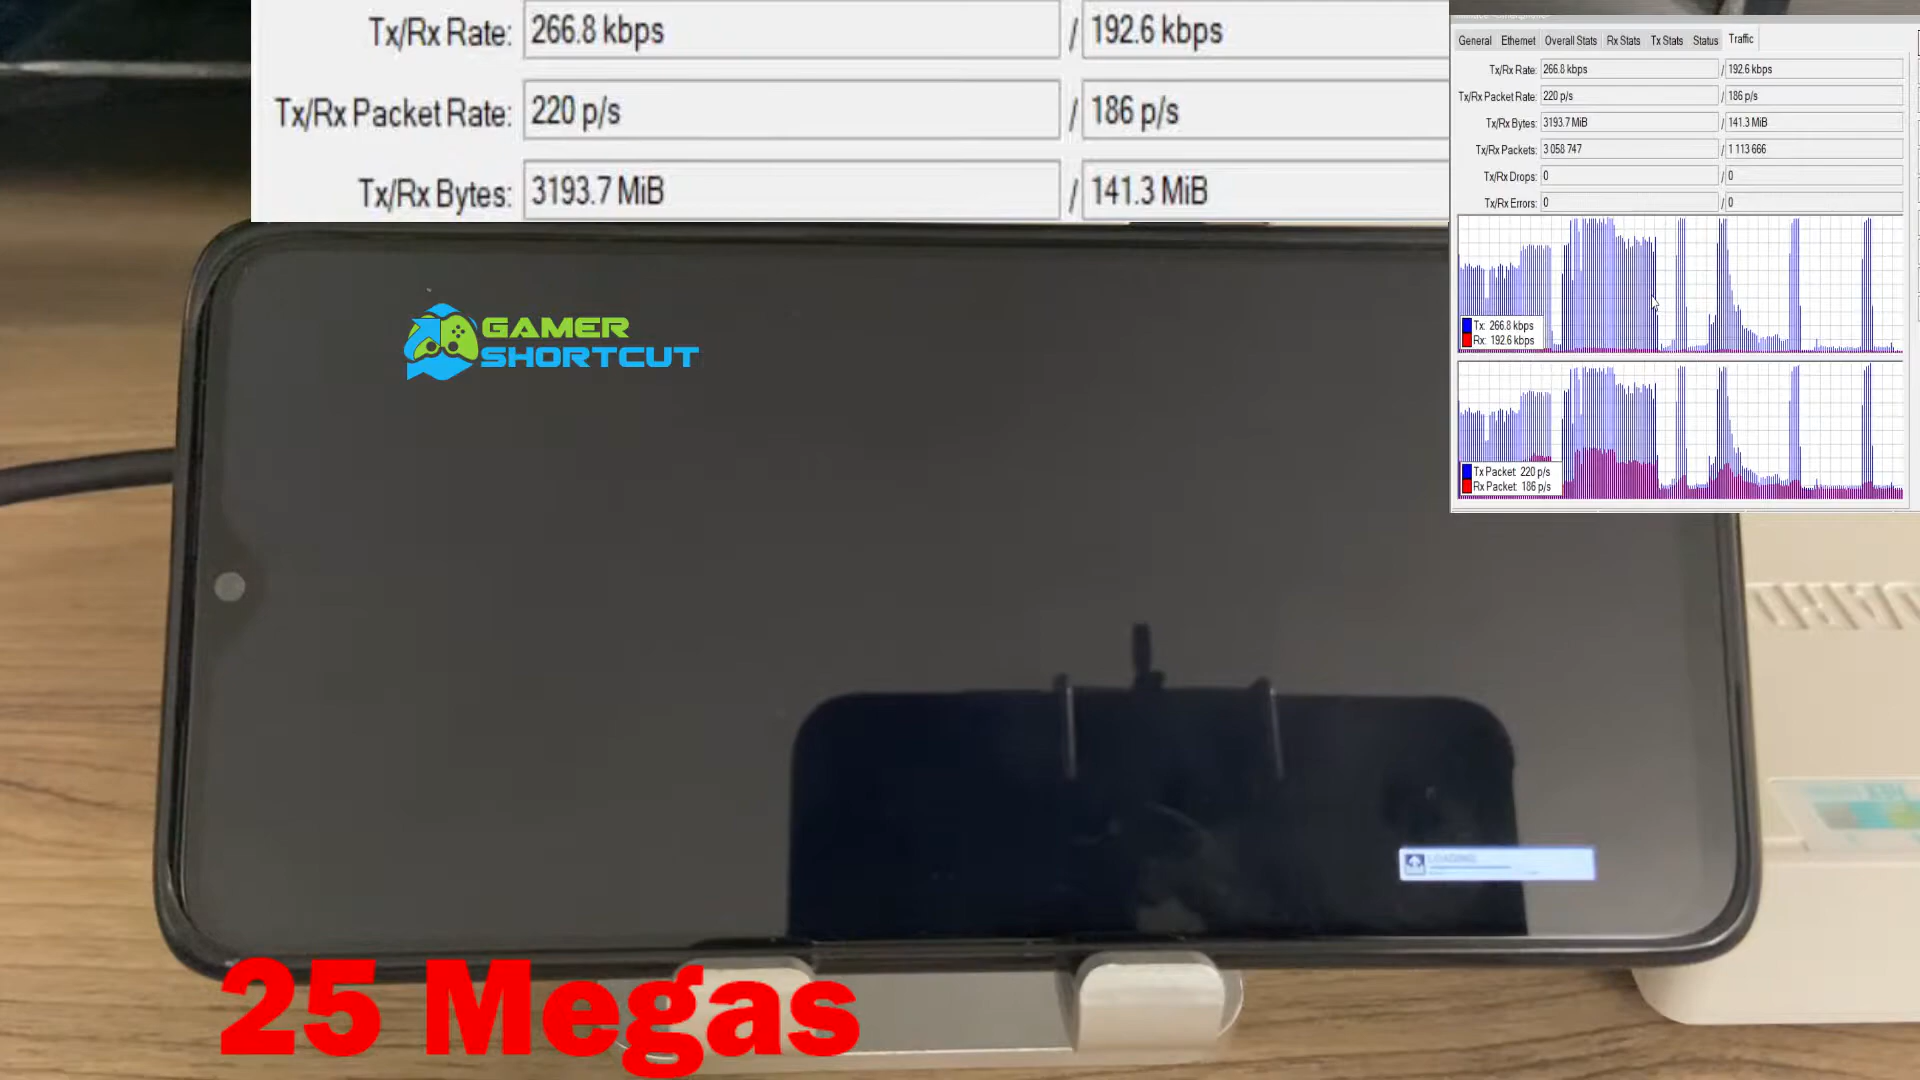 Tx/Rx Rate: 266.8 kbps / 192.6 kbps
Tx/Rx Packet Rate: 220 p/s / 186 p/s
Tx/Rx Bytes: 3193.7 MiB / 141.3 MiB
General Ethernet Overall Stats Rx Stats Tx Stats Status Traffic
Tx/Rx Rate: 266.8 kbps / 192.6 kbps
Tx/Rx Packet Rate: 220 p/s / 186 p/s
Tx/Rx Bytes: 3193.7 MiB / 141.3 MiB
Tx/Rx Packets: 3 058 747 / 1 113 666
Tx/Rx Drops: 0 / 0
Tx/Rx Errors: 0 / 0
Tx: 266.8 kbps
Rx: 192.6 kbps
Tx Packet: 220 p/s
Rx Packet: 186 p/s
GAMER
SHORTCUT
LOADING
25 Megas